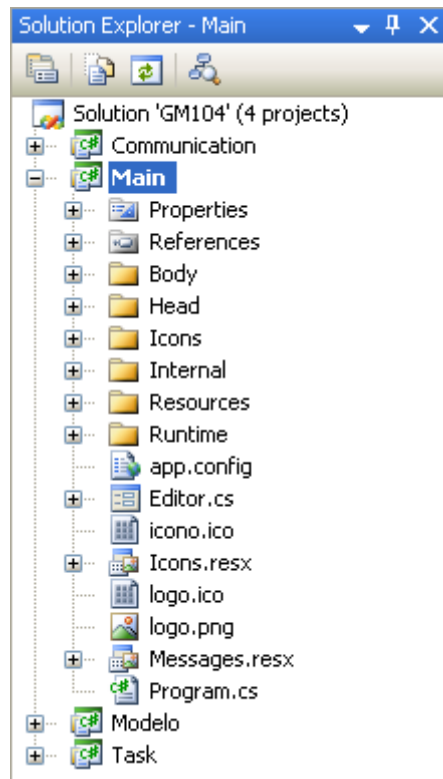 Solution Explorer - Main
Solution 'GM104' (4 projects)
Communication
Main
Properties
References
Body
Head
Icons
Internal
Resources
Runtime
app.config
Editor.cs
icono.ico
Icons.resx
logo.ico
logo.png
Messages.resx
Program.cs
Modelo
Task